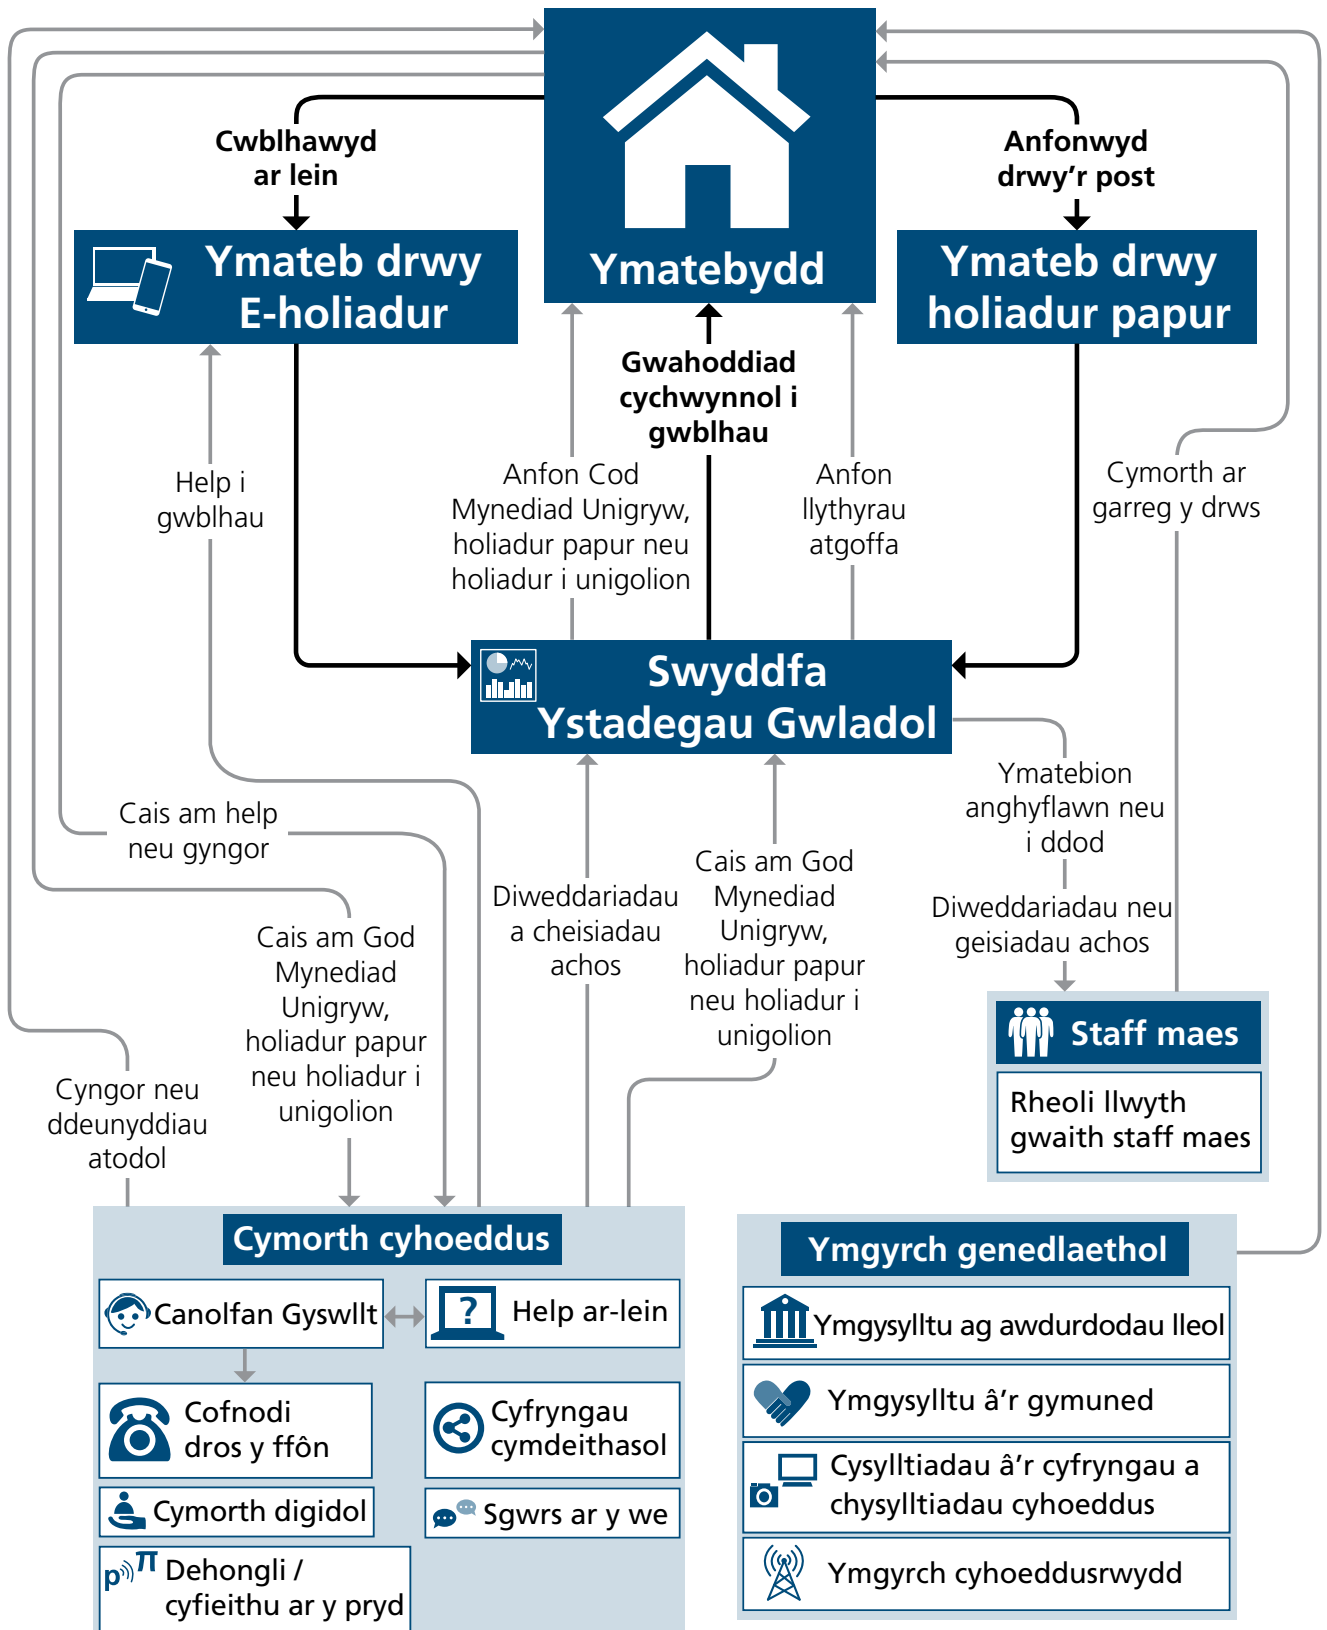 Cwblhawyd
ar lein
Anfonwyd
drwy'r post
Ymatebydd
Ymateb drwy
E-holiadur
Ymateb drwy
holiadur papur
Gwahoddiad
cychwynnol i
gwblhau
Help i
gwblhau
Anfon Cod
Mynediad Unigryw,
holiadur papur neu
holiadur i unigolion
Anfon
llythyrau
atgoffa
Cymorth ar
garreg y drws
Swyddfa
Ystadegau Gwladol
Ymatebion
anghyflawn neu
i ddod
Cais am help
neu gyngor
Diweddariadau
a cheisiadau
achos
Cais am God
Mynediad
Unigryw,
holiadur papur
neu holiadur i
unigolion
Diweddariadau neu
geisiadau achos
Cais am God
Mynediad
Unigryw,
holiadur papur
neu holiadur i
unigolion
Staff maes
Rheoli llwyth
gwaith staff maes
Cyngor neu
ddeunyddiau
atodol
Cymorth cyhoeddus
Canolfan Gyswllt
?
Help ar-lein
Cofnodi
dros y ffôn
Cyfryngau
cymdeithasol
Cymorth digidol
Sgwrs ar y we
p π
Dehongli /
cyfieithu ar y pryd
Ymgyrch genedlaethol
Ymgysylltu ag awdurdodau lleol
Ymgysylltu â'r gymuned
Cysylltiadau â'r cyfryngau a
chysylltiadau cyhoeddus
Ymgyrch cyhoeddusrwydd